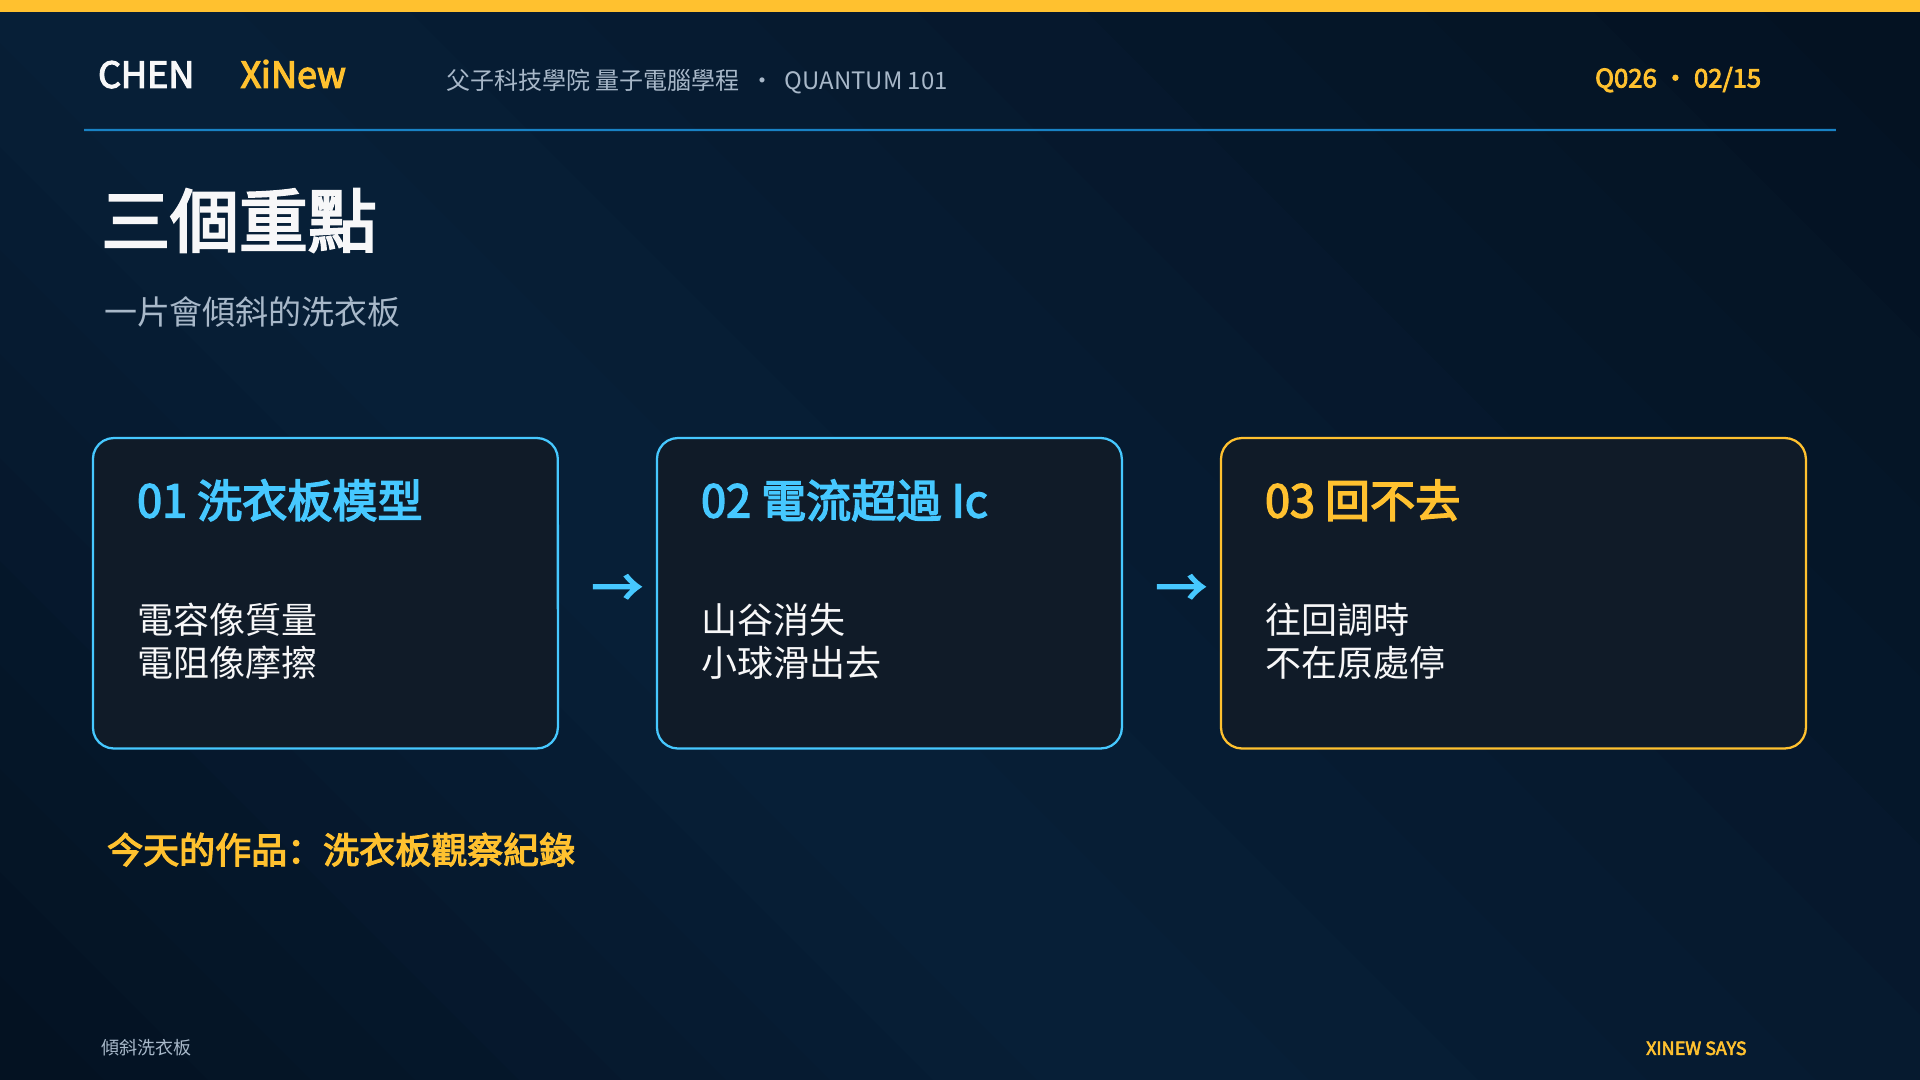 CHEN XiNew 父子科技學院 量子電腦學程 • QUANTUM 101 Q026 • 02/15
三個重點
一片會傾斜的洗衣板
01 洗衣板模型
電容像質量
電阻像摩擦
→
02 電流超過 Ic
山谷消失
小球滑出去
→
03 回不去
往回調時
不在原處停
今天的作品：洗衣板觀察紀錄
傾斜洗衣板
XINEW SAYS